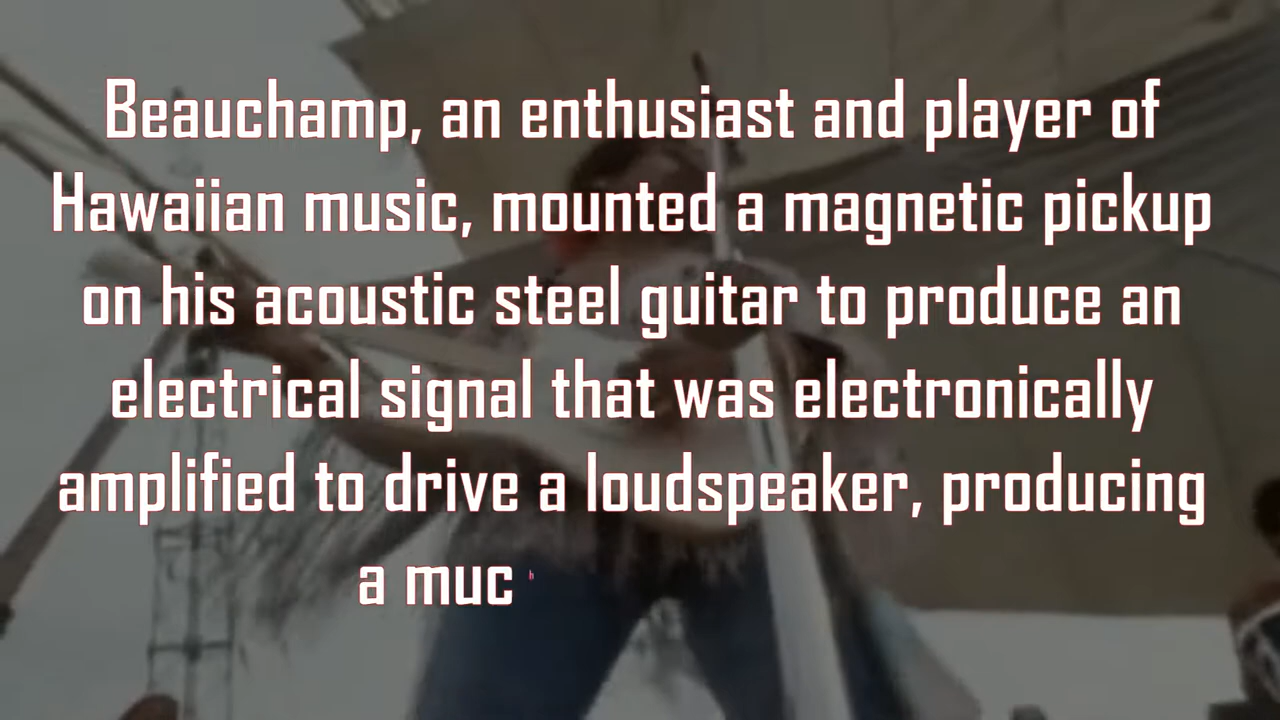 Beauchamp, an enthusiast and player of
Hawaiian music, mounted a magnetic pickup
on his acoustic steel guitar to produce an
electrical signal that was electronically
amplified to drive a loudspeaker, producing
a muc h